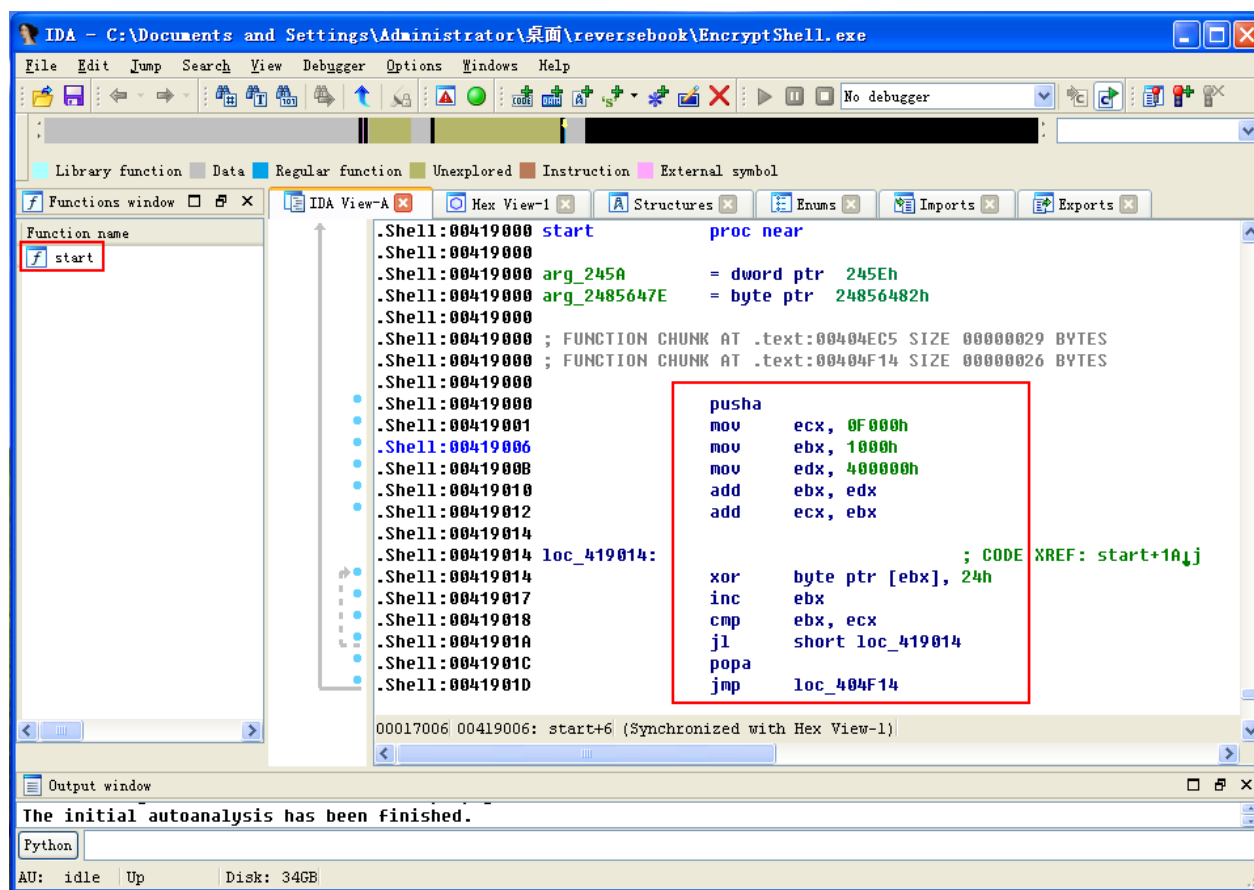 IDA - C:\Documents and Settings\Administrator\桌面\reversebook\EncryptShell.exe
File Edit Jump Search View Debugger Options Windows Help
No debugger
Library function Data Regular function Unexplored Instruction External symbol
Functions window IDA View-A Hex View-1 Structures Enums Imports Exports
Function name
start
.Shell:00419000 start proc near
.Shell:00419000
.Shell:00419000 arg_245A = dword ptr 245Eh
.Shell:00419000 arg_2485647E = byte ptr 24856482h
.Shell:00419000
.Shell:00419000 ; FUNCTION CHUNK AT .text:00404EC5 SIZE 00000029 BYTES
.Shell:00419000 ; FUNCTION CHUNK AT .text:00404F14 SIZE 00000026 BYTES
.Shell:00419000
.Shell:00419000 pusha
.Shell:00419001 mov ecx, 0F000h
.Shell:00419006 mov ebx, 1000h
.Shell:0041900B mov edx, 400000h
.Shell:00419010 add ebx, edx
.Shell:00419012 add ecx, ebx
.Shell:00419014
.Shell:00419014 loc_419014: ; CODE XREF: start+1A↓j
.Shell:00419014 xor byte ptr [ebx], 24h
.Shell:00419017 inc ebx
.Shell:00419018 cmp ebx, ecx
.Shell:0041901A jl short loc_419014
.Shell:0041901C popa
.Shell:0041901D jmp loc_404F14
00017006 00419006: start+6 (Synchronized with Hex View-1)
Output window
The initial autoanalysis has been finished.
Python
AU: idle Up Disk: 34GB